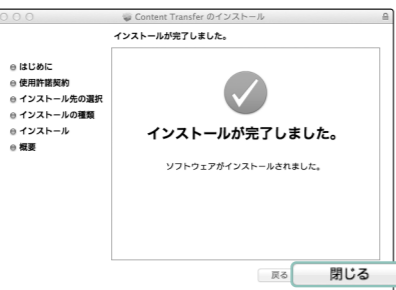 Content Transfer のインストール
インストールが完了しました。
はじめに
使用許諾契約
インストール先の選択
インストールの種類
インストール
概要
インストールが完了しました。
ソフトウェアがインストールされました。
戻る
閉じる